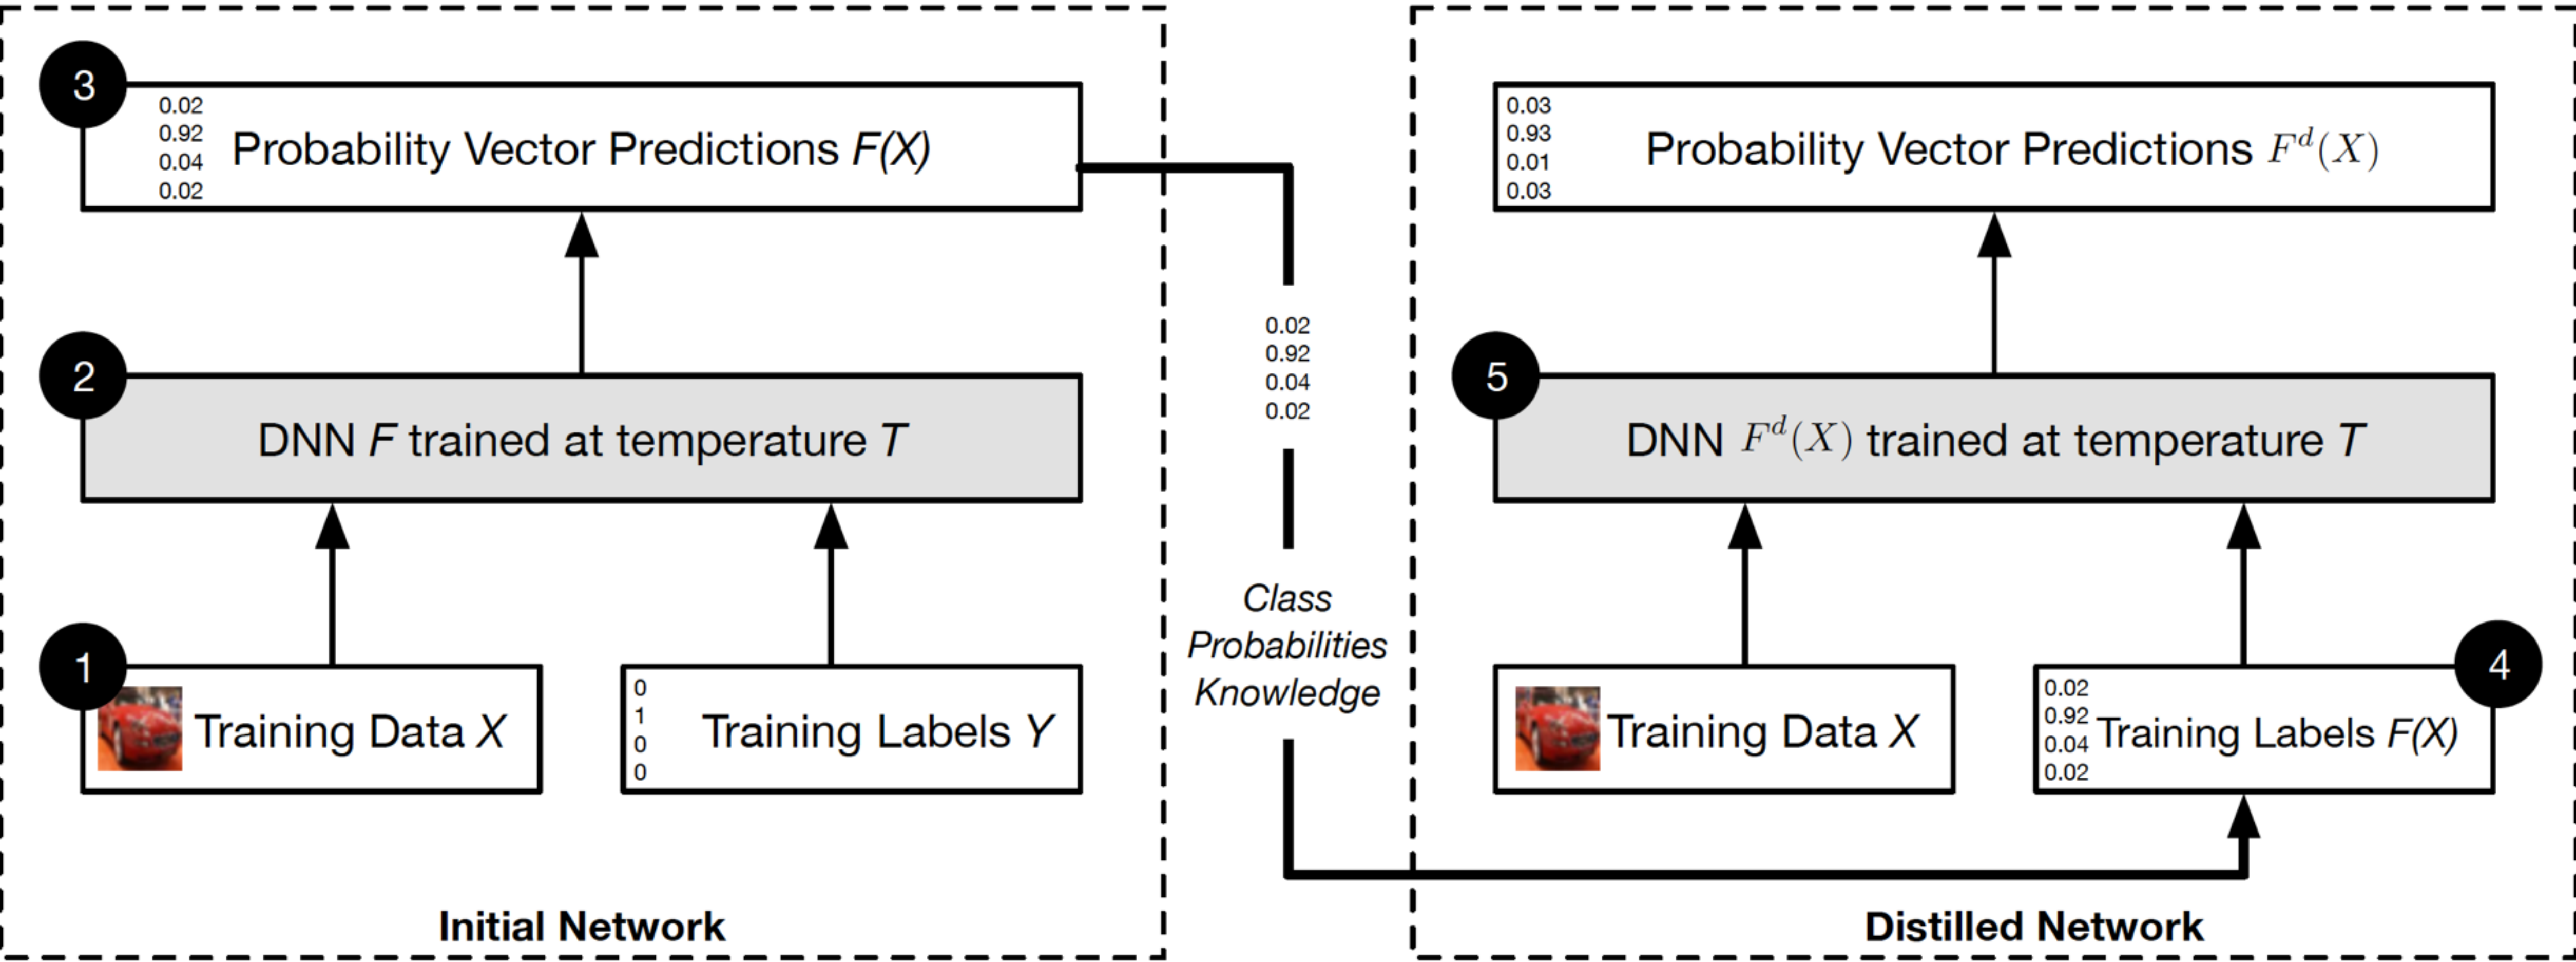 3
0.02
0.92
0.04
0.02
Probability Vector Predictions F(X)
2
DNN F trained at temperature T
1
Training Data X
0
1
0
0
Training Labels Y
Initial Network
0.02
0.92
0.04
0.02
Class
Probabilities
Knowledge
0.03
0.93
0.01
0.03
Probability Vector Predictions F^d(X)
5
DNN F^d(X) trained at temperature T
Training Data X
4
0.02
0.92
0.04
0.02
Training Labels F(X)
Distilled Network